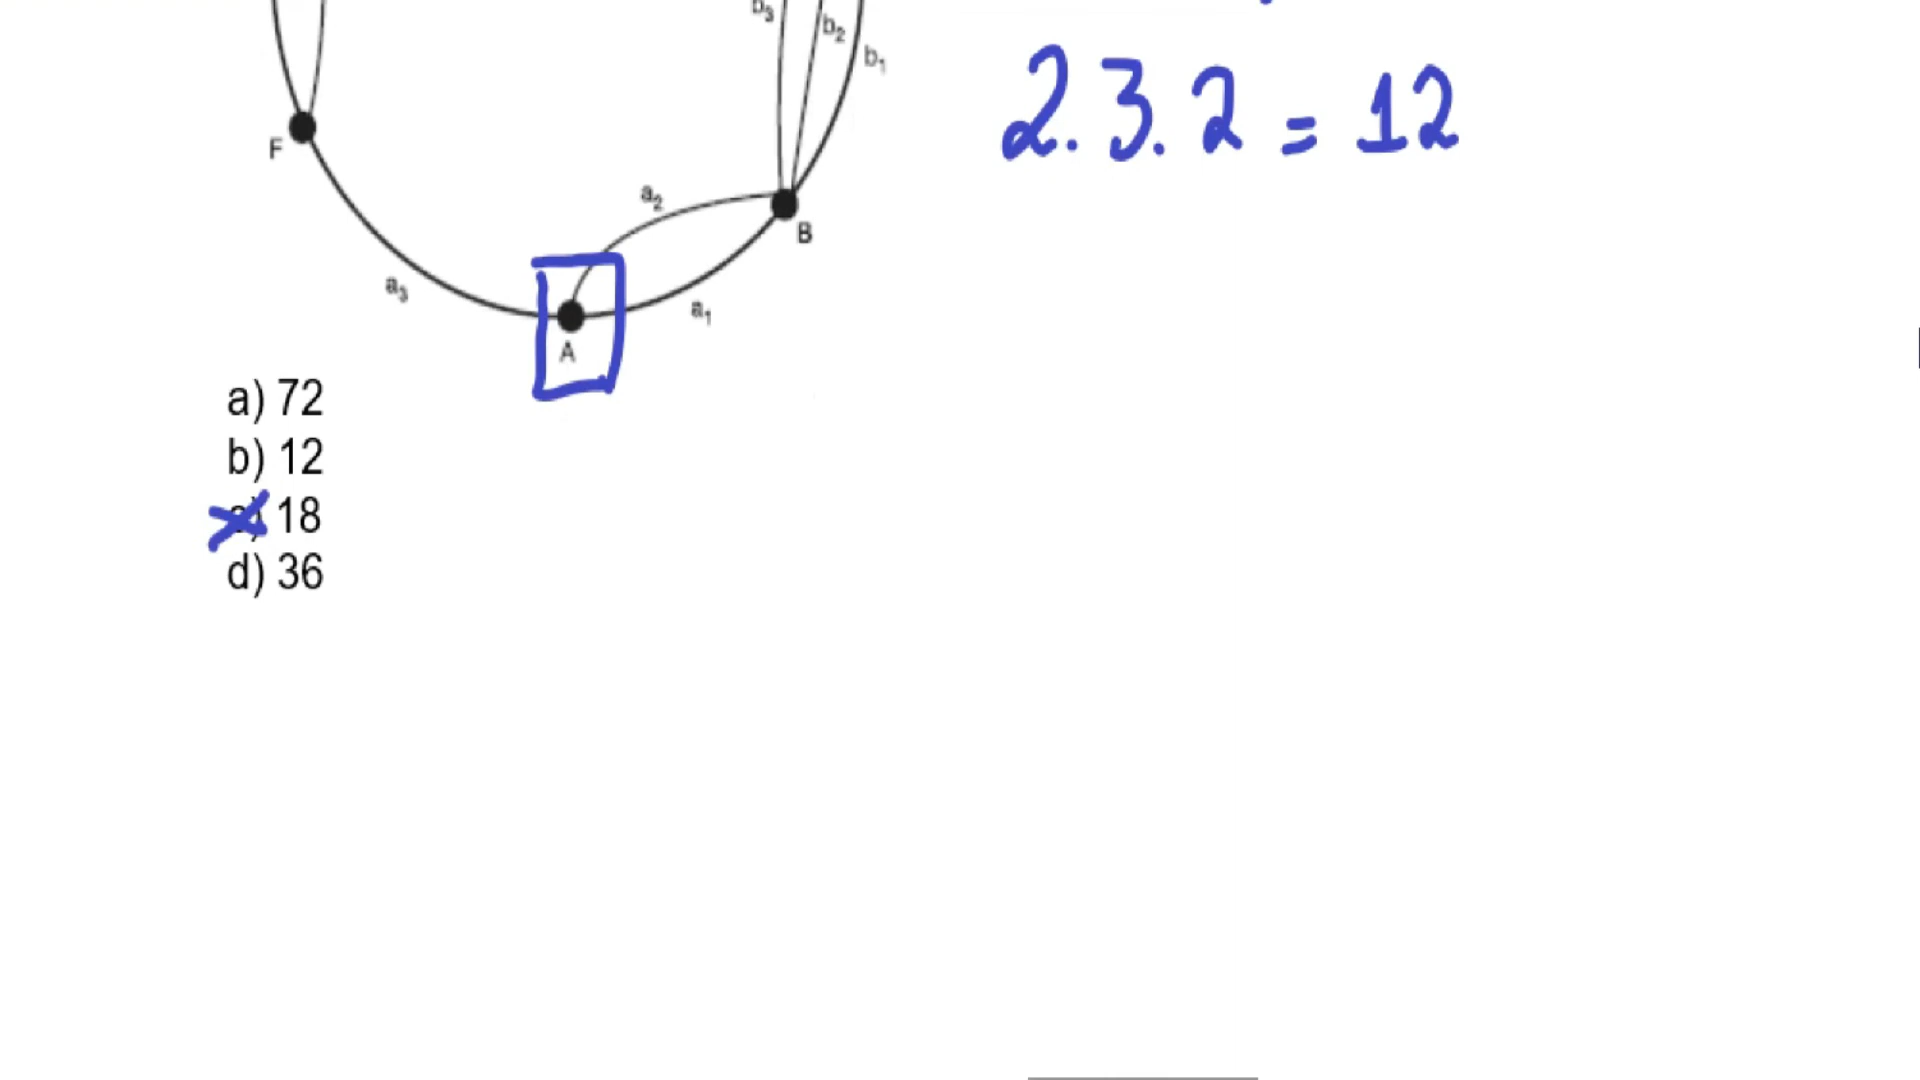 b₃
b₂
b₁
2.3.2 = 12
F
a₂
B
a₃
a₁
A
a) 72
b) 12
c) 18
d) 36